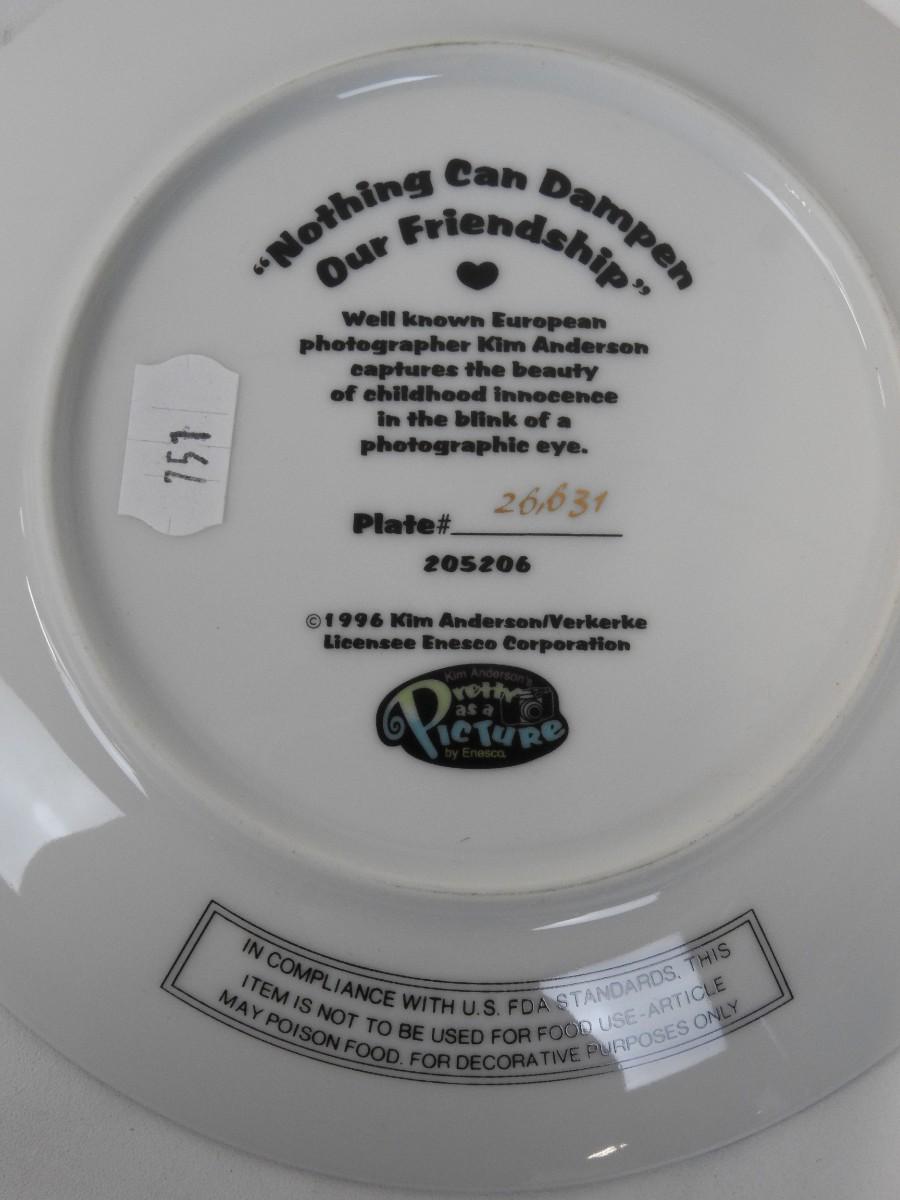 "Nothing Can Dampen
Our Friendship"
Well known European
photographer Kim Anderson
captures the beauty
of childhood innocence
in the blink of a
photographic eye.
751
Plate# 26,631
205206
©1996 Kim Anderson/Verkerke
Licensee Enesco Corporation
Kim Anderson's
Pretty
as a
PICTURE
by Enesco.
IN COMPLIANCE WITH U.S. FDA STANDARDS. THIS
ITEM IS NOT TO BE USED FOR FOOD USE-ARTICLE
MAY POISON FOOD. FOR DECORATIVE PURPOSES ONLY